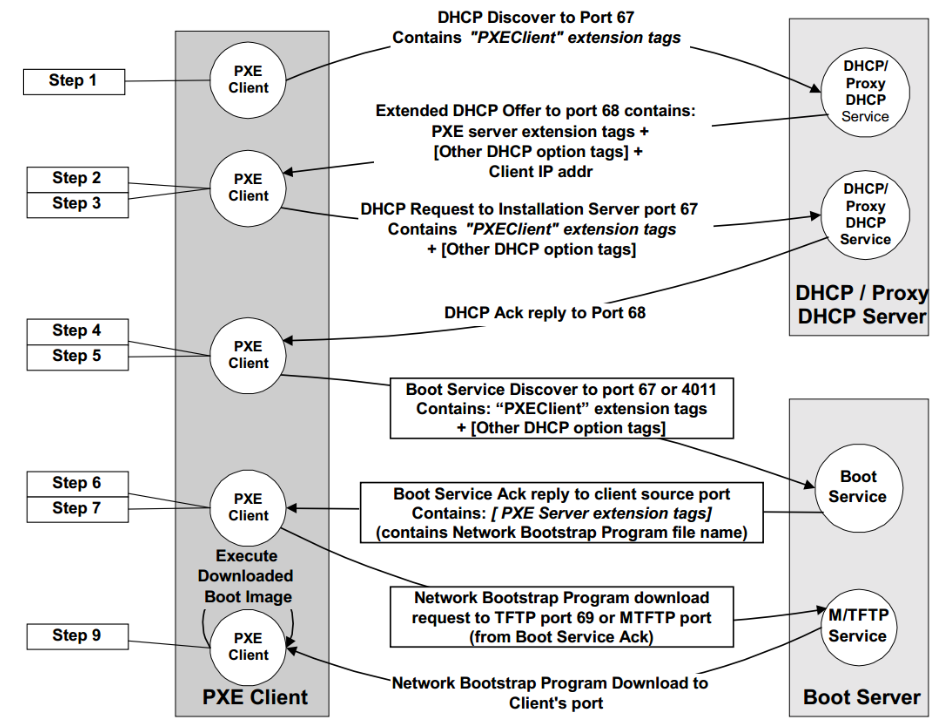 DHCP Discover to Port 67
Contains "PXEClient" extension tags
Step 1
PXE
Client
DHCP/
Proxy
DHCP
Service
Extended DHCP Offer to port 68 contains:
PXE server extension tags +
[Other DHCP option tags] +
Client IP addr
Step 2
Step 3
PXE
Client
DHCP/
Proxy
DHCP
Service
DHCP Request to Installation Server port 67
Contains "PXEClient" extension tags
+ [Other DHCP option tags]
DHCP / Proxy
DHCP Server
DHCP Ack reply to Port 68
Step 4
Step 5
PXE
Client
Boot Service Discover to port 67 or 4011
Contains: “PXEClient” extension tags
+ [Other DHCP option tags]
Step 6
Step 7
PXE
Client
Boot
Service
Boot Service Ack reply to client source port
Contains: [ PXE Server extension tags]
(contains Network Bootstrap Program file name)
Execute
Downloaded
Boot Image
Network Bootstrap Program download
request to TFTP port 69 or MTFTP port
(from Boot Service Ack)
M/TFTP
Service
Step 9
PXE
Client
Network Bootstrap Program Download to
Client's port
PXE Client
Boot Server